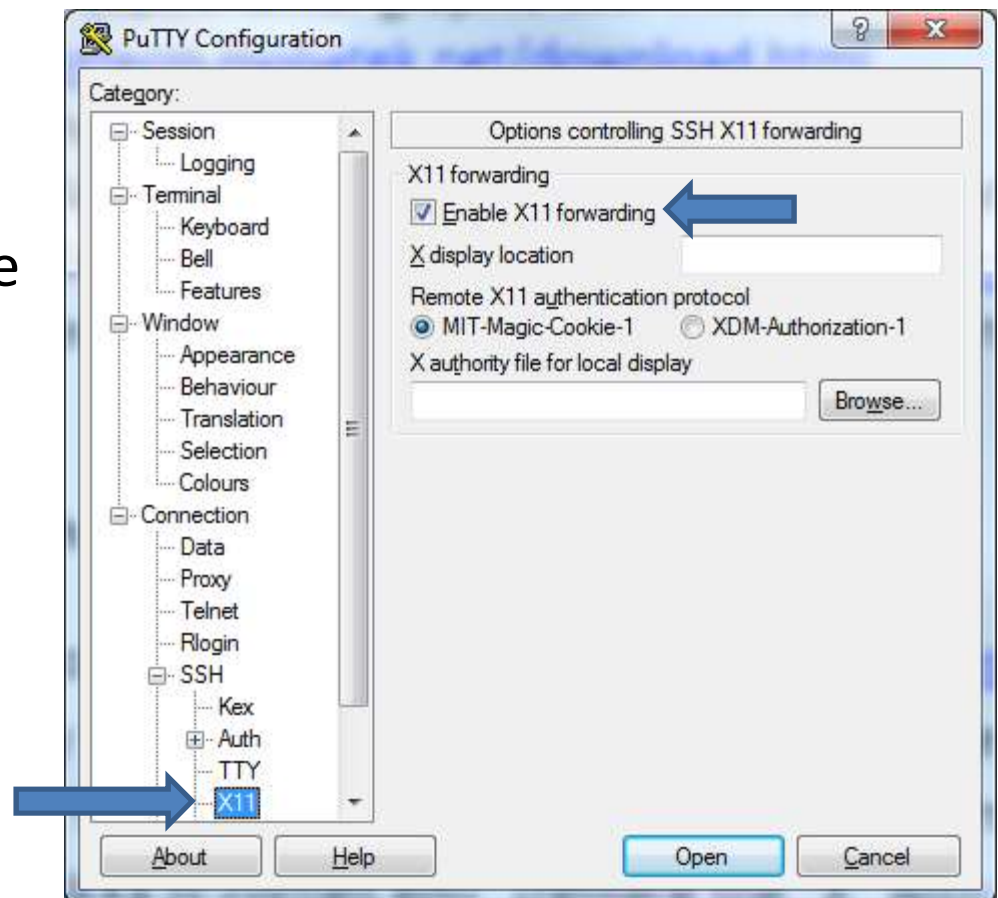 e
PuTTY Configuration
Category:
Session
Logging
Terminal
Keyboard
Bell
Features
Window
Appearance
Behaviour
Translation
Selection
Colours
Connection
Data
Proxy
Telnet
Rlogin
SSH
Kex
Auth
TTY
X11
Options controlling SSH X11 forwarding
X11 forwarding
Enable X11 forwarding
X display location
Remote X11 authentication protocol
MIT-Magic-Cookie-1 XDM-Authorization-1
X authority file for local display
Browse...
About Help Open Cancel